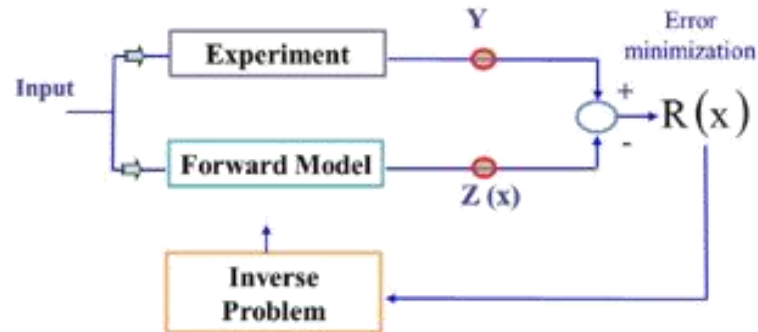 Y
Error
minimization
Experiment
Input
+
R(x)
-
Forward Model
Z (x)
Inverse
Problem